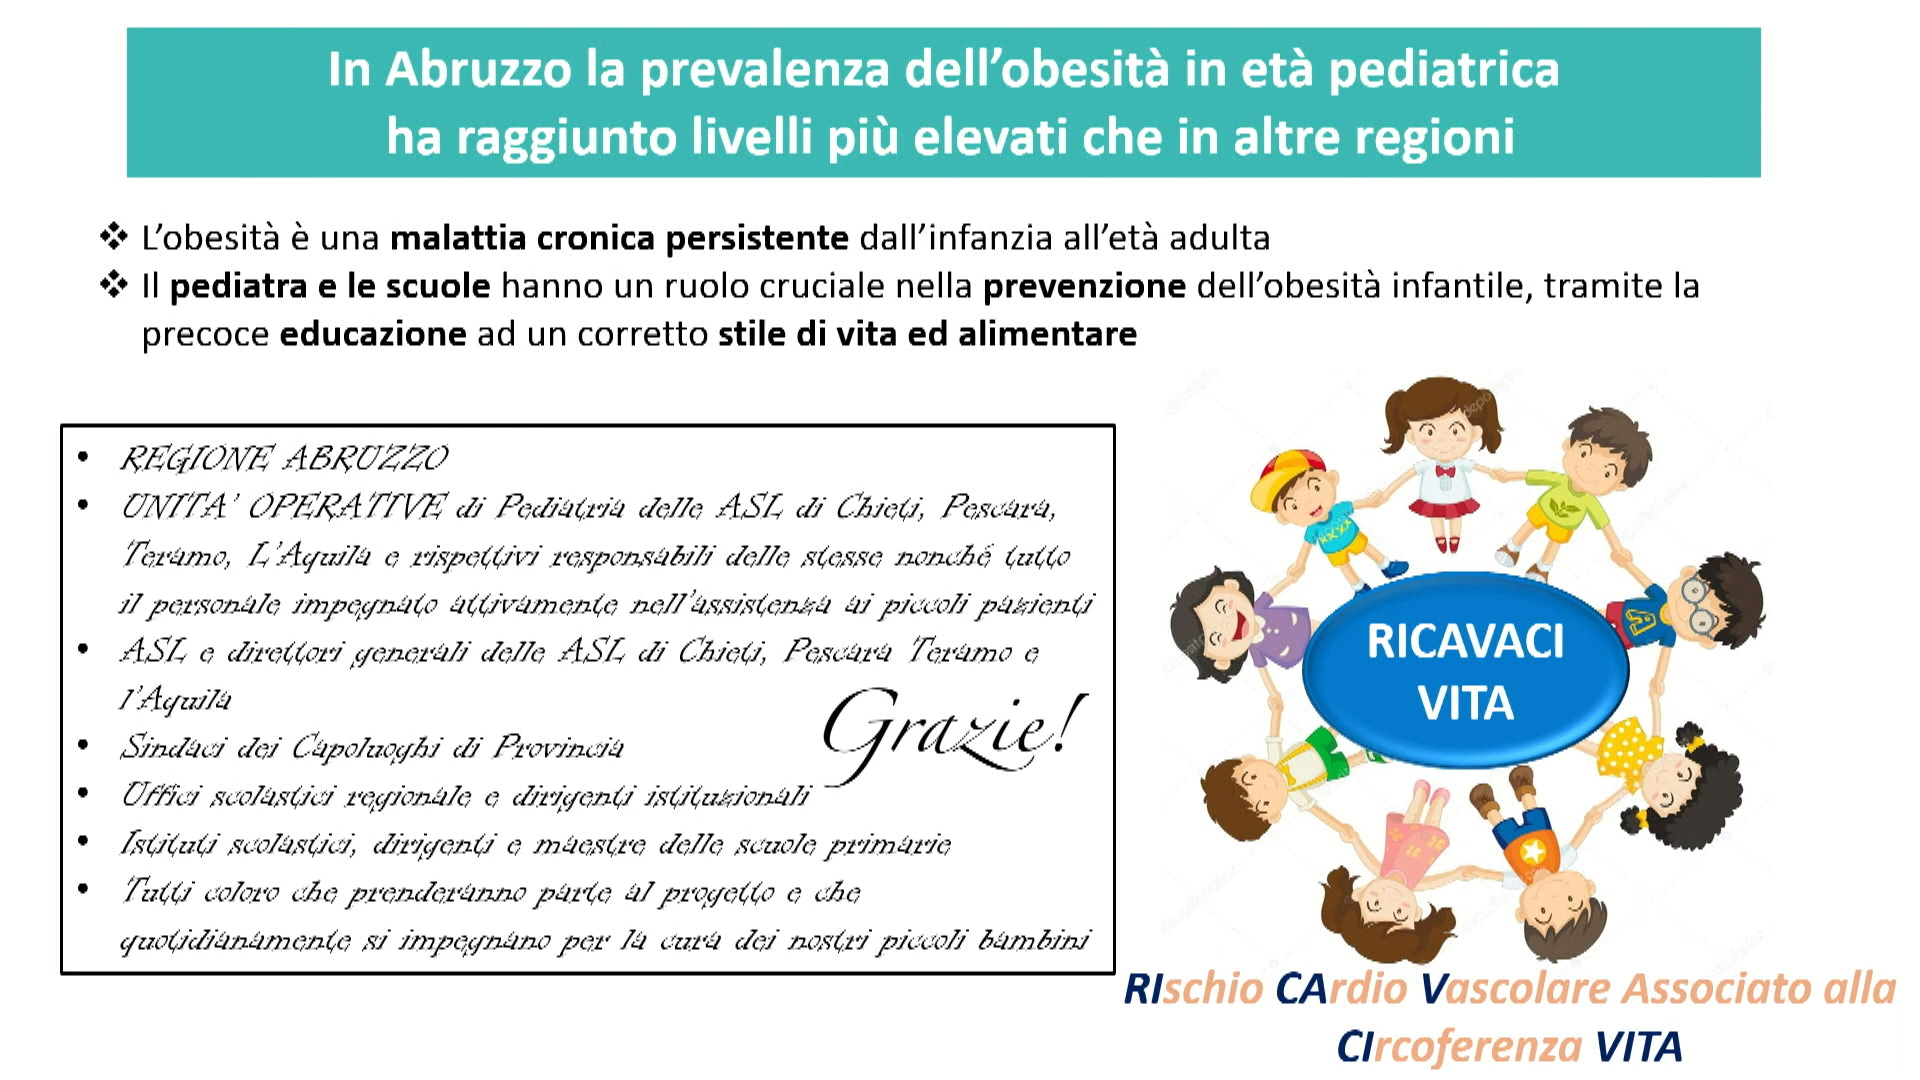 In Abruzzo la prevalenza dell’obesità in età pediatrica
ha raggiunto livelli più elevati che in altre regioni
❖ L’obesità è una malattia cronica persistente dall’infanzia all’età adulta
❖ Il pediatra e le scuole hanno un ruolo cruciale nella prevenzione dell’obesità infantile, tramite la
precoce educazione ad un corretto stile di vita ed alimentare
• REGIONE ABRUZZO
• UNITA’ OPERATIVE di Pediatria delle ASL di Chieti, Pescara,
Teramo, L’Aquila e rispettivi responsabili delle stesse nonché tutto
il personale impegnato attivamente nell’assistenza ai piccoli pazienti
• ASL e direttori generali delle ASL di Chieti, Pescara Teramo e
l’Aquila
• Sindaci dei Capoluoghi di Provincia
• Uffici scolastici regionale e dirigenti istituzionali
• Istituti scolastici, dirigenti e maestre delle scuole primarie
• Tutti coloro che prenderanno parte al progetto e che
quotidianamente si impegnano per la cura dei nostri piccoli bambini
Grazie!
RICAVACI
VITA
RIschio CArdio Vascolare Associato alla
CIrcoferenza VITA